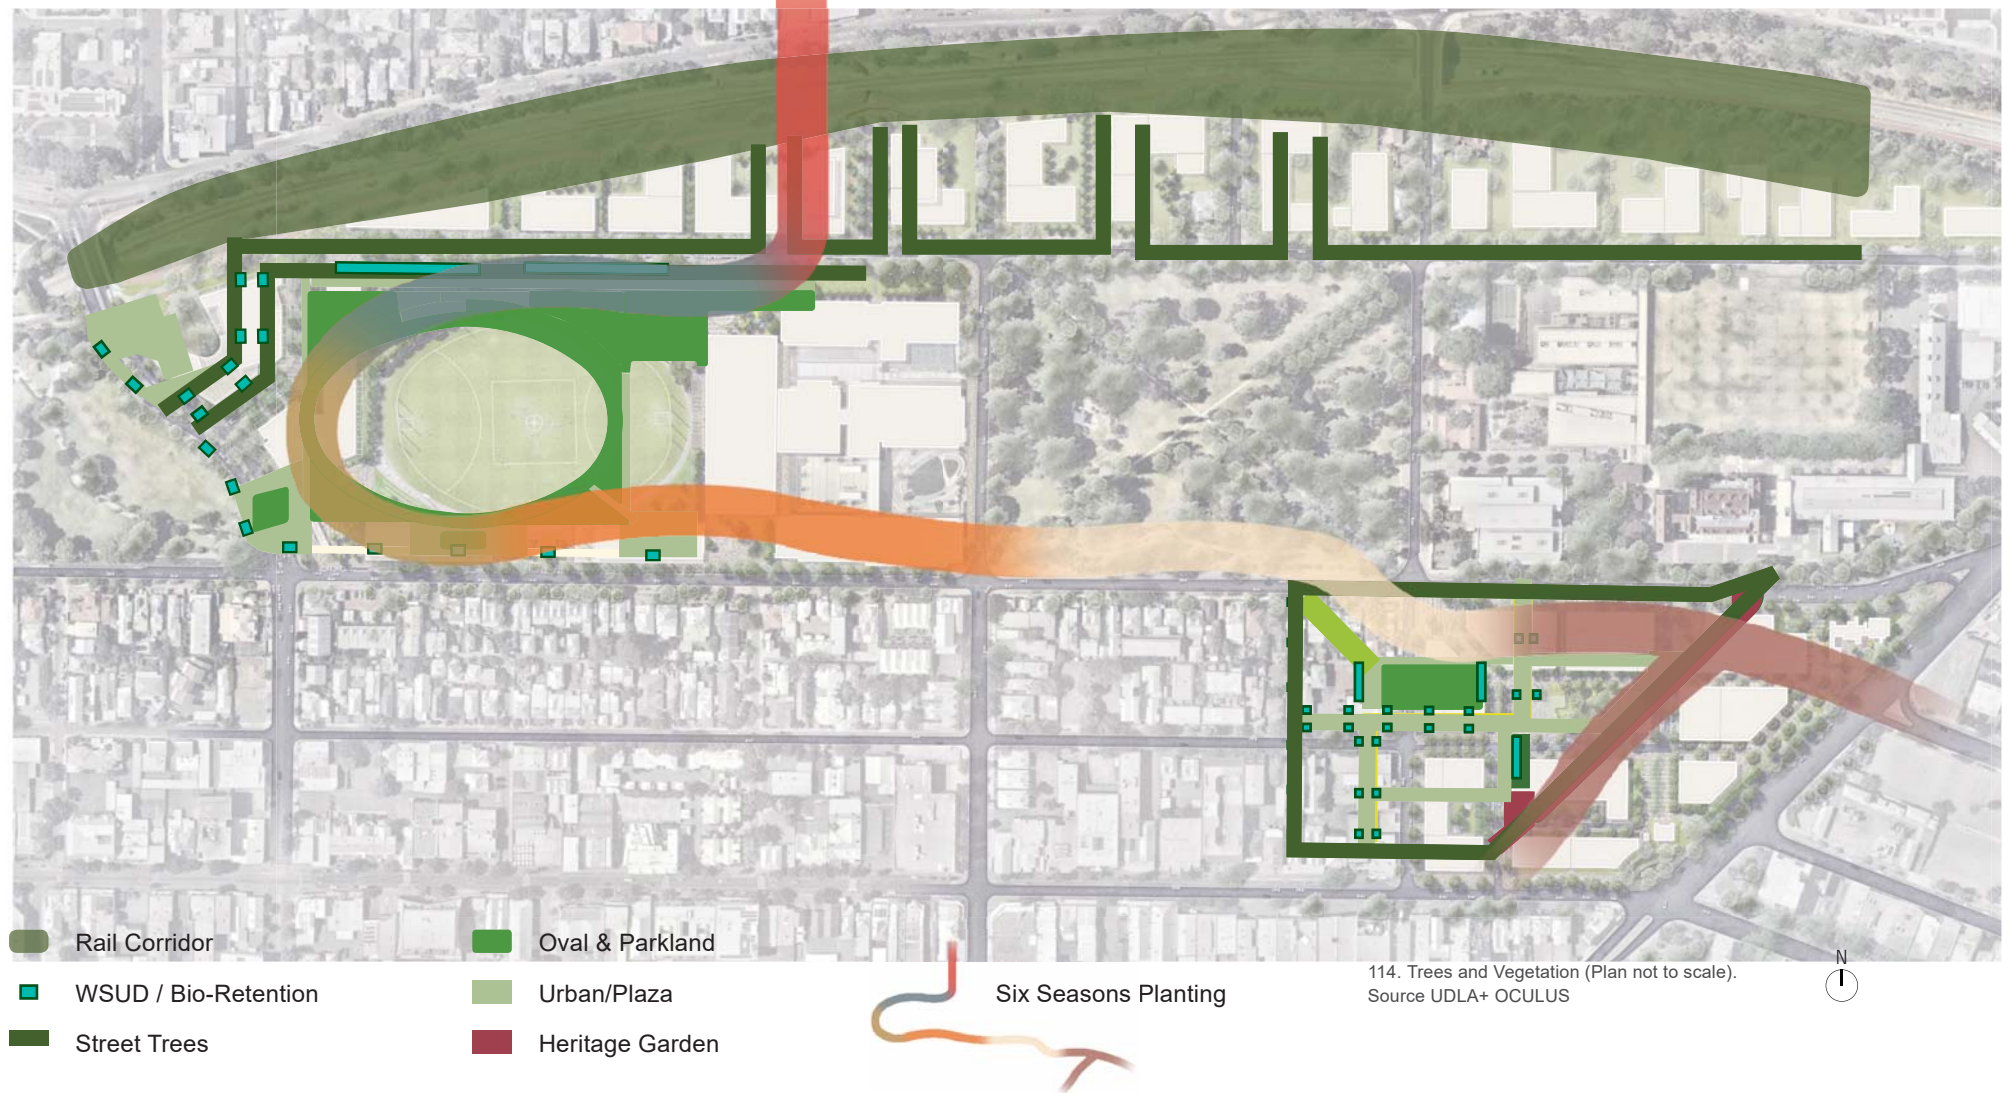 Rail Corridor
WSUD / Bio-Retention
Street Trees
Oval & Parkland
Urban/Plaza
Heritage Garden
Six Seasons Planting
114. Trees and Vegetation (Plan not to scale).
Source UDLA+ OCULUS
N